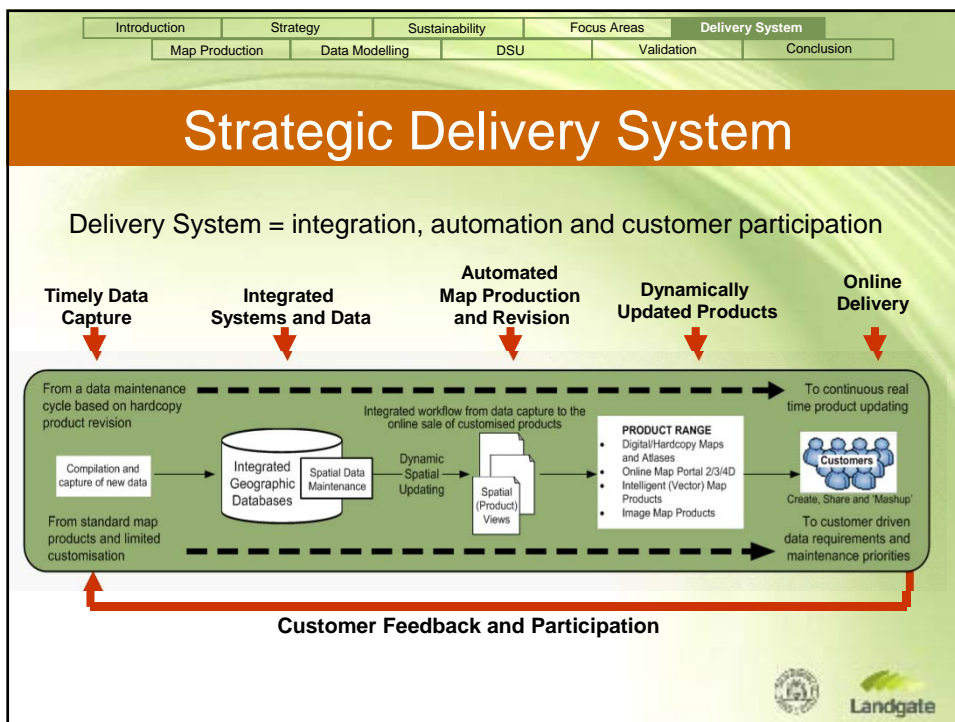 Introduction
Strategy
Sustainability
Focus Areas
Delivery System
Map Production
Data Modelling
DSU
Validation
Conclusion
Strategic Delivery System
Delivery System = integration, automation and customer participation
Timely Data
Capture
Integrated
Systems and Data
Automated
Map Production
and Revision
Dynamically
Updated Products
Online
Delivery
From a data maintenance
cycle based on hardcopy
product revision
To continuous real
time product updating
Integrated workflow from data capture to the
online sale of customised products
Compilation and
capture of new data
Integrated
Geographic
Databases
Spatial Data
Maintenance
Dynamic
Spatial
Updating
Spatial
(Product)
Views
PRODUCT RANGE
• Digital/Hardcopy Maps
and Atlases
• Online Map Portal 2/3/4D
• Intelligent (Vector) Map
Products
• Image Map Products
Customers
Create, Share and 'Mashup'
From standard map
products and limited
customisation
To customer driven
data requirements and
maintenance priorities
Customer Feedback and Participation
Landgate